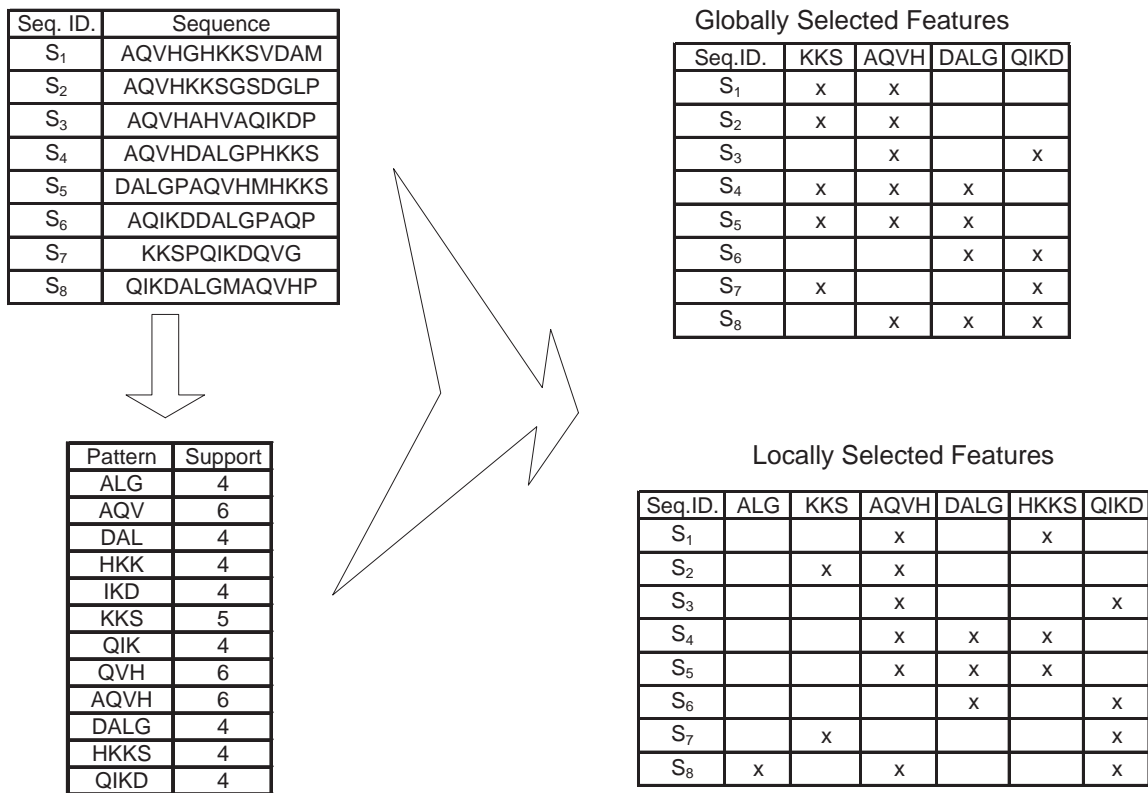 Seq. ID. Sequence
S1 AQVHGHKKSVDAM
S2 AQVHKKSGSDGLP
S3 AQVHAHVAQIKDP
S4 AQVHDALGPHKKS
S5 DALGPAQVHMHKKS
S6 AQIKDDALGPAQP
S7 KKSPQIKDQVG
S8 QIKDALGMAQVHP
Pattern Support
ALG 4
AQV 6
DAL 4
HKK 4
IKD 4
KKS 5
QIK 4
QVH 6
AQVH 6
DALG 4
HKKS 4
QIKD 4
Globally Selected Features
Seq.ID. KKS AQVH DALG QIKD
S1 x x
S2 x x
S3 x x
S4 x x x
S5 x x x
S6 x x
S7 x x
S8 x x x
Locally Selected Features
Seq.ID. ALG KKS AQVH DALG HKKS QIKD
S1 x x
S2 x x
S3 x x
S4 x x x
S5 x x x
S6 x x
S7 x x
S8 x x x